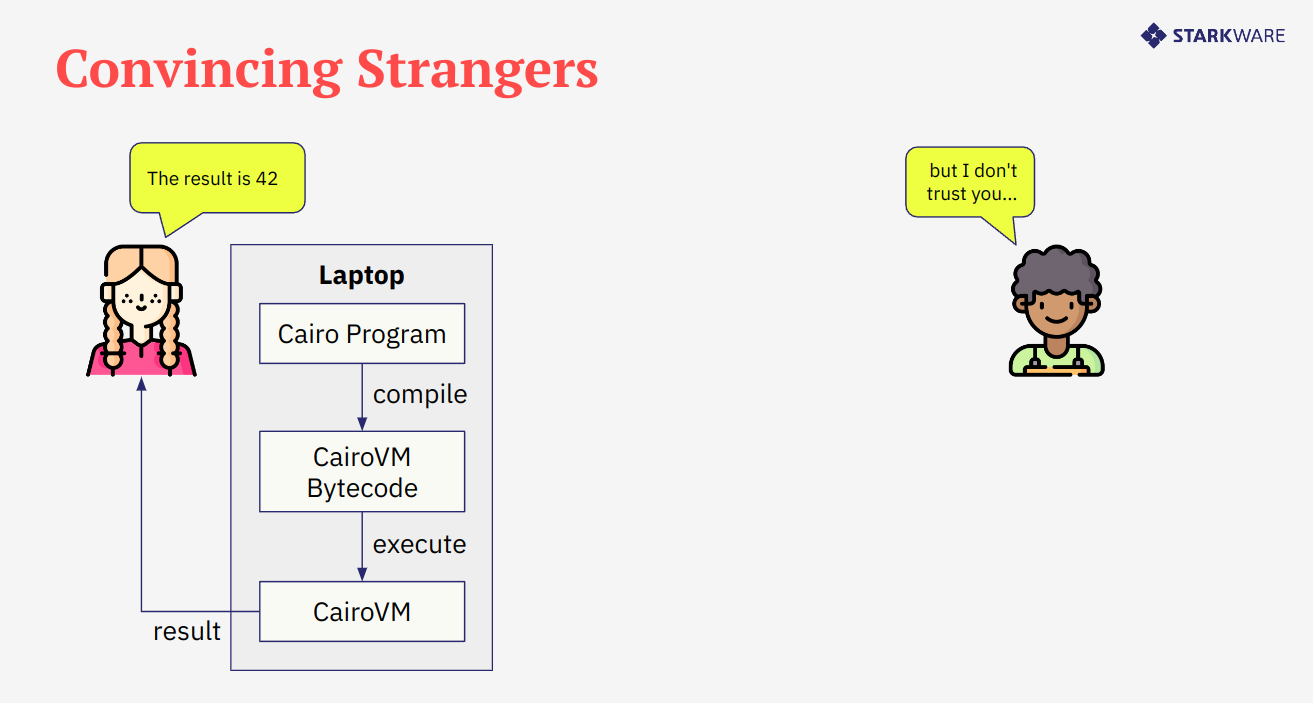 STARKWARE
Convincing Strangers
The result is 42
but I don't
trust you...
Laptop
Cairo Program
compile
CairoVM
Bytecode
execute
CairoVM
result